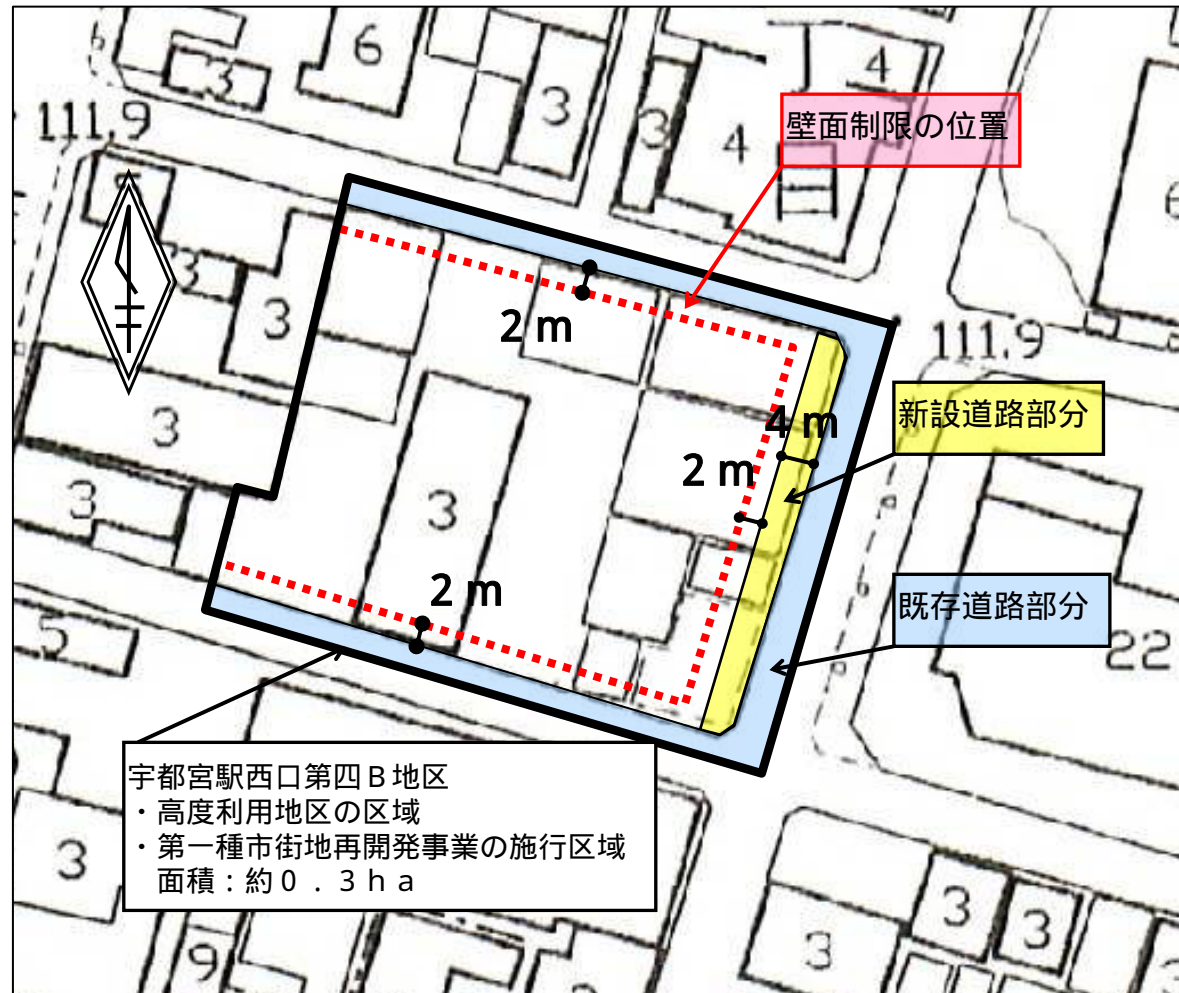 6
4
3
3
3
4
111.9
壁面制限の位置
6
3
3
2 m
111.9
新設道路部分
4 m
2 m
3
3
3
2 m
既存道路部分
5
22
宇都宮駅西口第四Ｂ地区
・高度利用地区の区域
・第一種市街地再開発事業の施行区域
面積：約０．３ｈａ
3
3
3
3
9